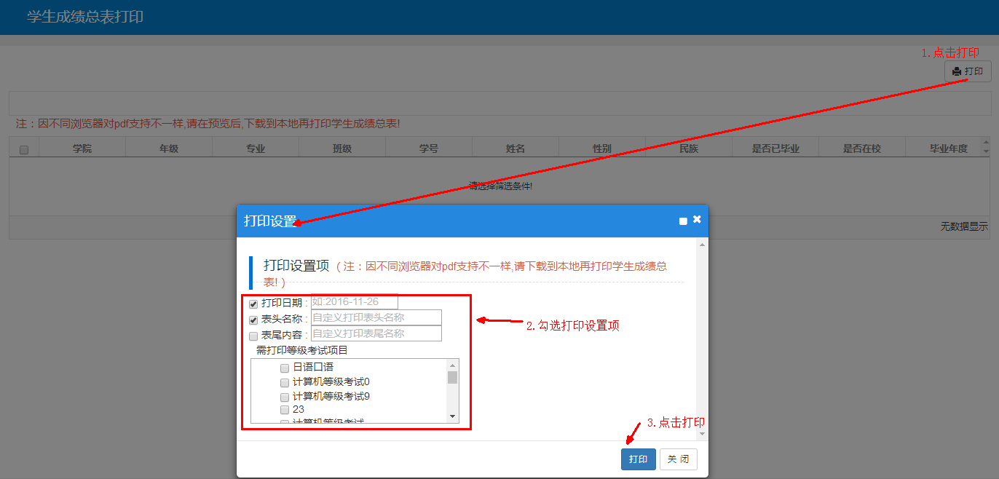 学生成绩总表打印
1.点击打印
打印
注：因不同浏览器对pdf支持不一样,请在预览后,下载到本地再打印学生成绩总表!
学院 年级 专业 班级 学号 姓名 性别 民族 是否已毕业 是否在校 毕业年度
请选择筛选条件!
无数据显示
打印设置
打印设置项（注：因不同浏览器对pdf支持不一样,请下载到本地再打印学生成绩总
表!）
打印日期： 如:2016-11-26
表头名称： 自定义打印表头名称
表尾内容： 自定义打印表尾名称
2.勾选打印设置项
需打印等级考试项目
日语口语
计算机等级考试0
计算机等级考试9
23
计算机等级考试
3.点击打印
打印 关 闭